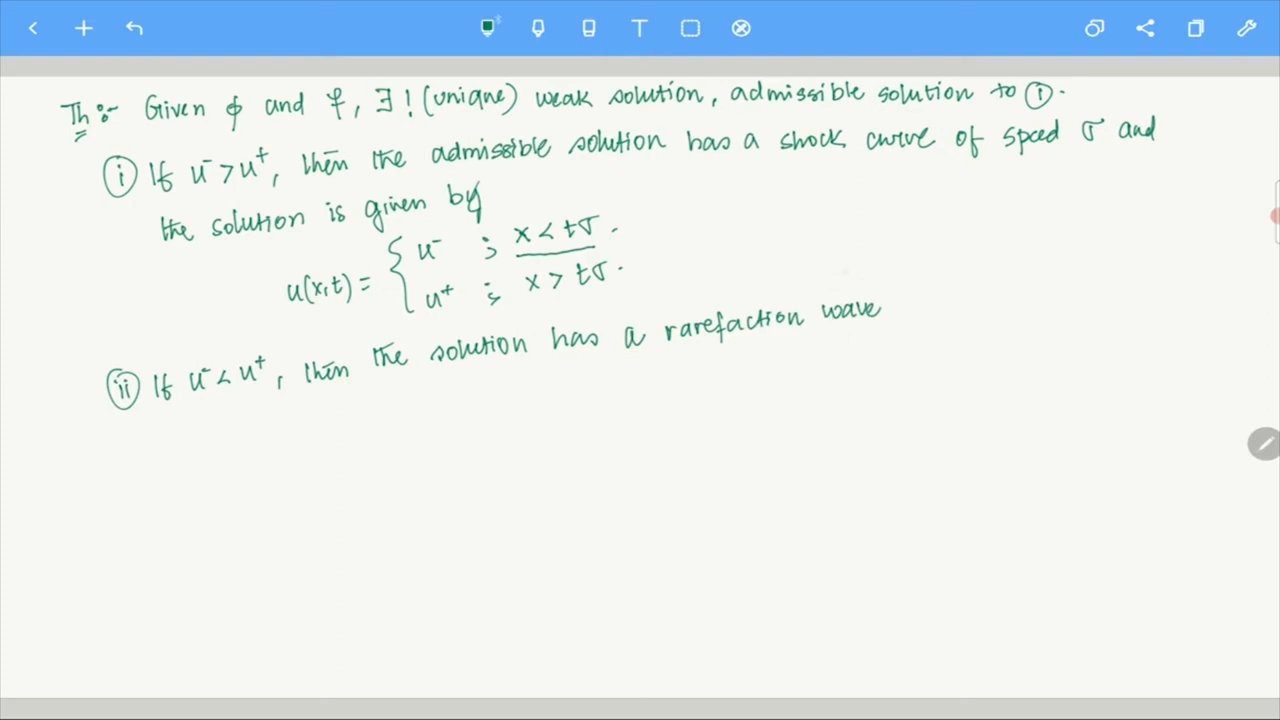 Th :- Given ϕ and Ψ, ∃! (unique) weak solution, admissible solution to ①.
ⓘ If u⁻ > u⁺, then the admissible solution has a shock curve of speed σ and
the solution is given by
u(x,t) = { u⁻ ; x < tσ.
u⁺ ; x > tσ.
ⓘⓘ If u⁻ < u⁺, then the solution has a rarefaction wave
T